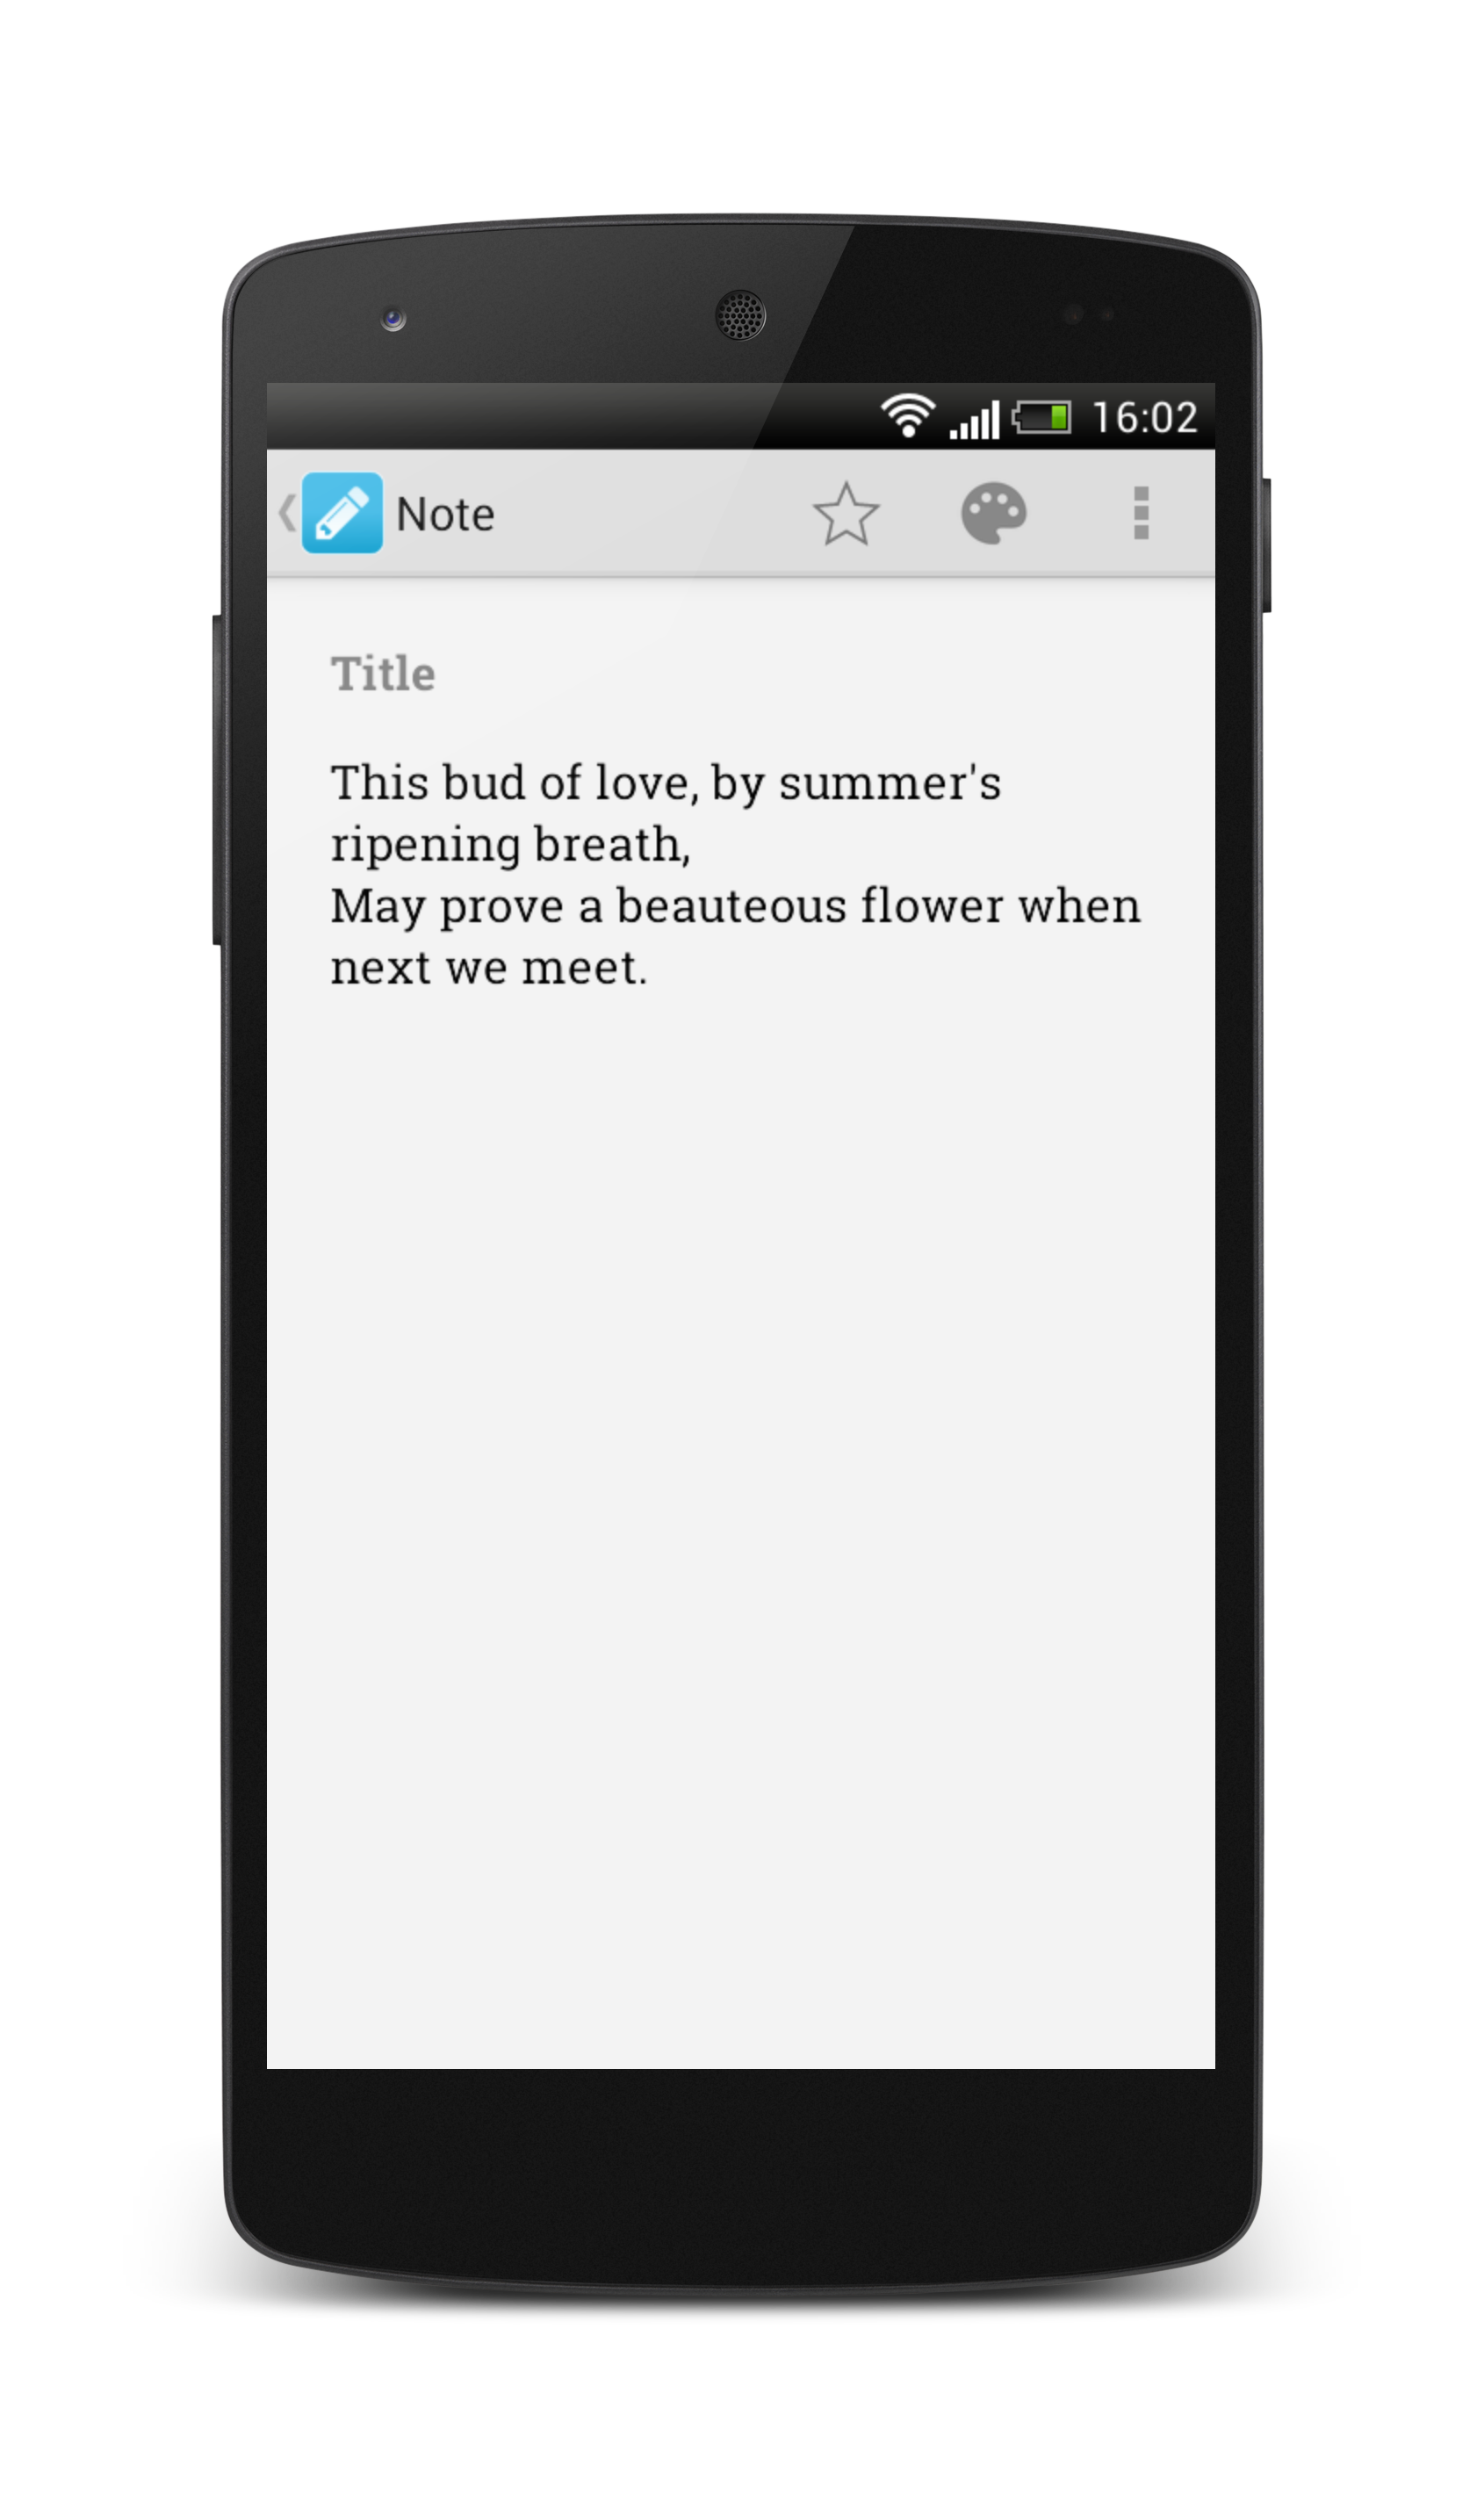 16:02
Note
Title
This bud of love, by summer's
ripening breath,
May prove a beauteous flower when
next we meet.